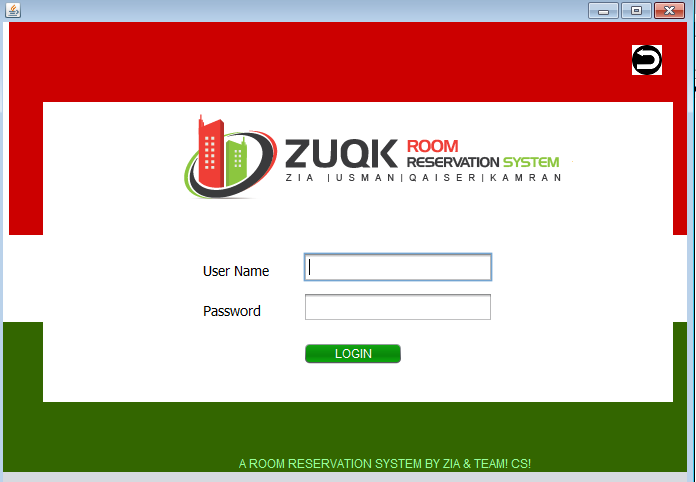 ZUQK ROOM
RESERVATION SYSTEM
ZIA |USMAN|QAISER|KAMRAN
User Name
Password
LOGIN
A ROOM RESERVATION SYSTEM BY ZIA & TEAM! CS!